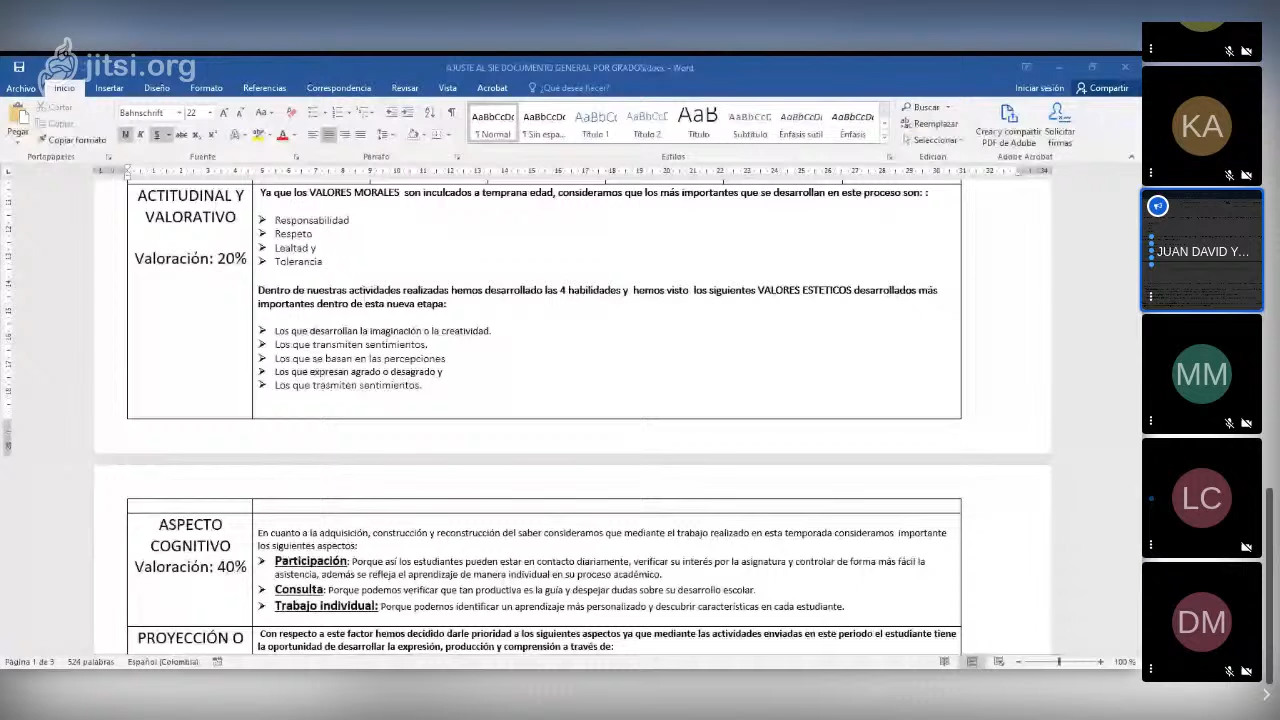 jitsi.org
AJUSTE AL SIE DOCUMENTO GENERAL POR GRADOS.docx - Word
Archivo Inicio Insertar Diseño Formato Referencias Correspondencia Revisar Vista Acrobat ¿Qué desea hacer? Iniciar sesión Compartir
Pegar
Cortar
Copiar
Copiar formato
Bahnschrift 22
N K S
AaBbCcDc AaBbCcDc AaBbCc AaBbCc AaB AaBbCcD AaBbCcDc AaBbCcDc
¶ Normal ¶ Sin espa... Título 1 Título 2 Título Subtítulo Énfasis sutil Énfasis
Buscar
Reemplazar
Seleccionar
Crear y compartir PDF de Adobe
Solicitar firmas
Portapapeles Fuente Párrafo Estilos Edición Adobe Acrobat
ACTITUDINAL Y
VALORATIVO
Valoración: 20%
Ya que los VALORES MORALES son inculcados a temprana edad, consideramos que los más importantes que se desarrollan en este proceso son: :
Responsabilidad
Respeto
Lealtad y
Tolerancia
Dentro de nuestras actividades realizadas hemos desarrollado las 4 habilidades y hemos visto los siguientes VALORES ESTETICOS desarrollados más
importantes dentro de esta nueva etapa:
Los que desarrollan la imaginación o la creatividad.
Los que transmiten sentimientos.
Los que se basan en las percepciones
Los que expresan agrado o desagrado y
Los que trasmiten sentimientos.
ASPECTO
COGNITIVO
Valoración: 40%
En cuanto a la adquisición, construcción y reconstrucción del saber consideramos que mediante el trabajo realizado en esta temporada consideramos importante
los siguientes aspectos:
Participación: Porque así los estudiantes pueden estar en contacto diariamente, verificar su interés por la asignatura y controlar de forma más fácil la
asistencia, además se refleja el aprendizaje de manera individual en su proceso académico.
Consulta: Porque podemos verificar que tan productiva es la guía y despejar dudas sobre su desarrollo escolar.
Trabajo individual: Porque podemos identificar un aprendizaje más personalizado y descubrir características en cada estudiante.
PROYECCIÓN O
Con respecto a este factor hemos decidido darle prioridad a los siguientes aspectos ya que mediante las actividades enviadas en este periodo el estudiante tiene
la oportunidad de desarrollar la expresión, producción y comprensión a través de:
Página 1 de 3 524 palabras Español (Colombia) 100 %
KA
JUAN DAVID Y...
MM
LC
DM